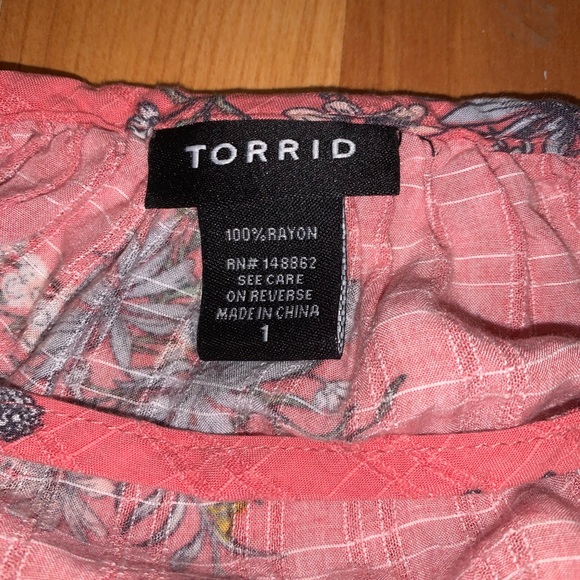 TORRID
100% RAYON
RN# 148862
SEE CARE
ON REVERSE
MADE IN CHINA
1